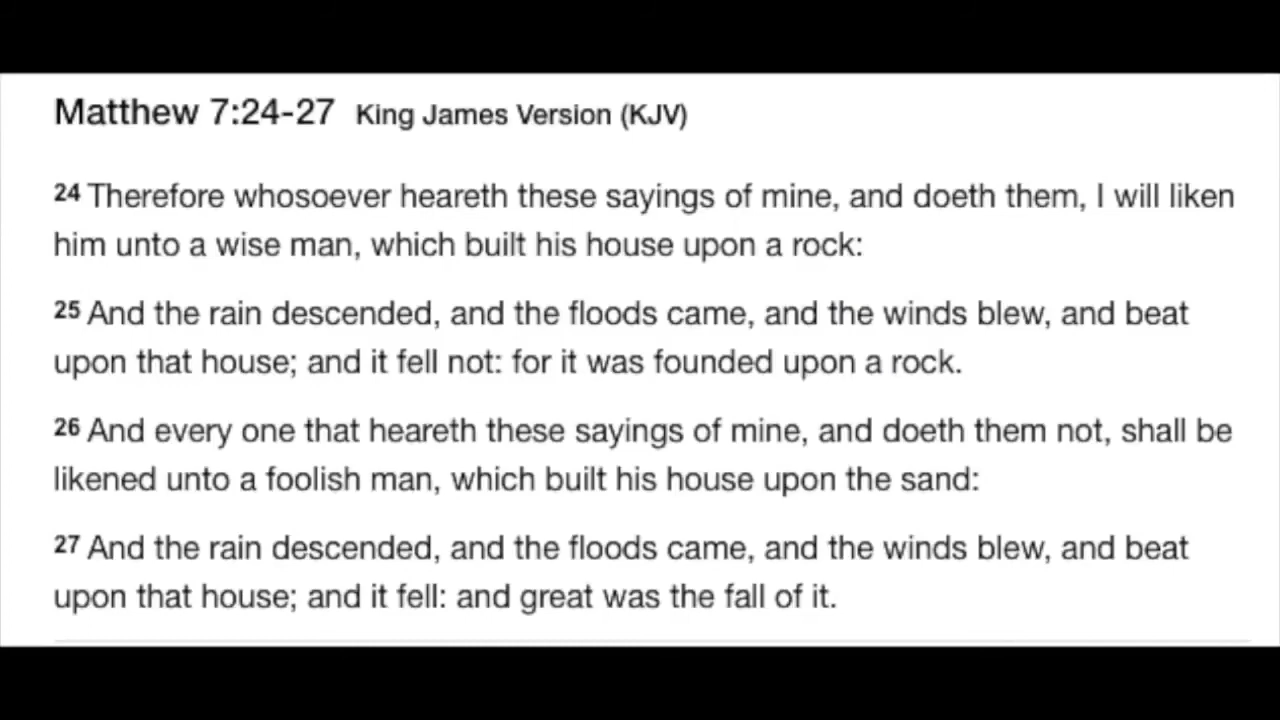 Matthew 7:24-27 King James Version (KJV)
24 Therefore whosoever heareth these sayings of mine, and doeth them, I will liken
him unto a wise man, which built his house upon a rock:
25 And the rain descended, and the floods came, and the winds blew, and beat
upon that house; and it fell not: for it was founded upon a rock.
26 And every one that heareth these sayings of mine, and doeth them not, shall be
likened unto a foolish man, which built his house upon the sand:
27 And the rain descended, and the floods came, and the winds blew, and beat
upon that house; and it fell: and great was the fall of it.